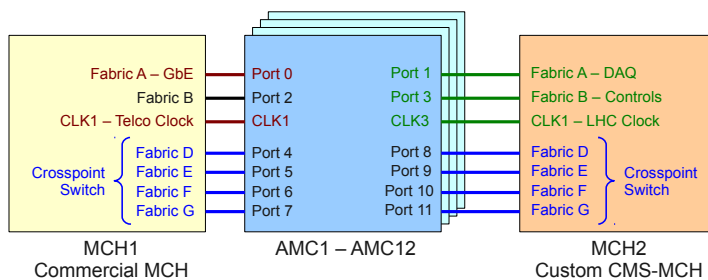 Fabric A – GbE
Port 0
Port 1
Fabric A – DAQ
Fabric B
Port 2
Port 3
Fabric B – Controls
CLK1 – Telco Clock
CLK1
CLK3
CLK1 – LHC Clock
Crosspoint
Switch
Fabric D
Port 4
Port 8
Fabric D
Fabric E
Port 5
Port 9
Fabric E
Fabric F
Port 6
Port 10
Fabric F
Fabric G
Port 7
Port 11
Fabric G
Crosspoint
Switch
MCH1
Commercial MCH
AMC1 – AMC12
MCH2
Custom CMS-MCH